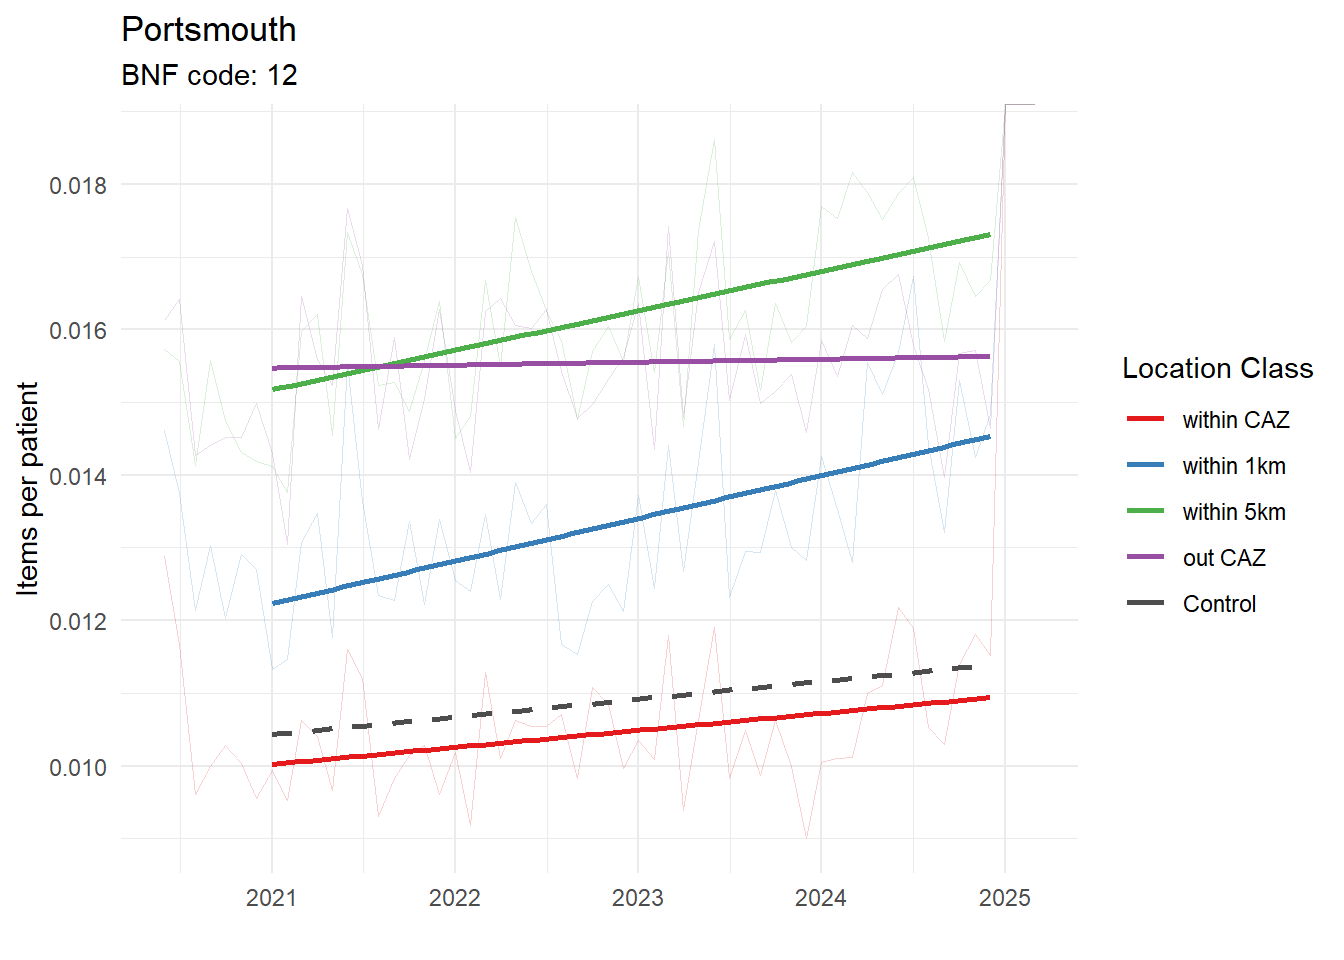 Portsmouth
BNF code: 12
Items per patient
0.018
0.016
0.014
0.012
0.010
2021
2022
2023
2024
2025
Location Class
within CAZ
within 1km
within 5km
out CAZ
Control